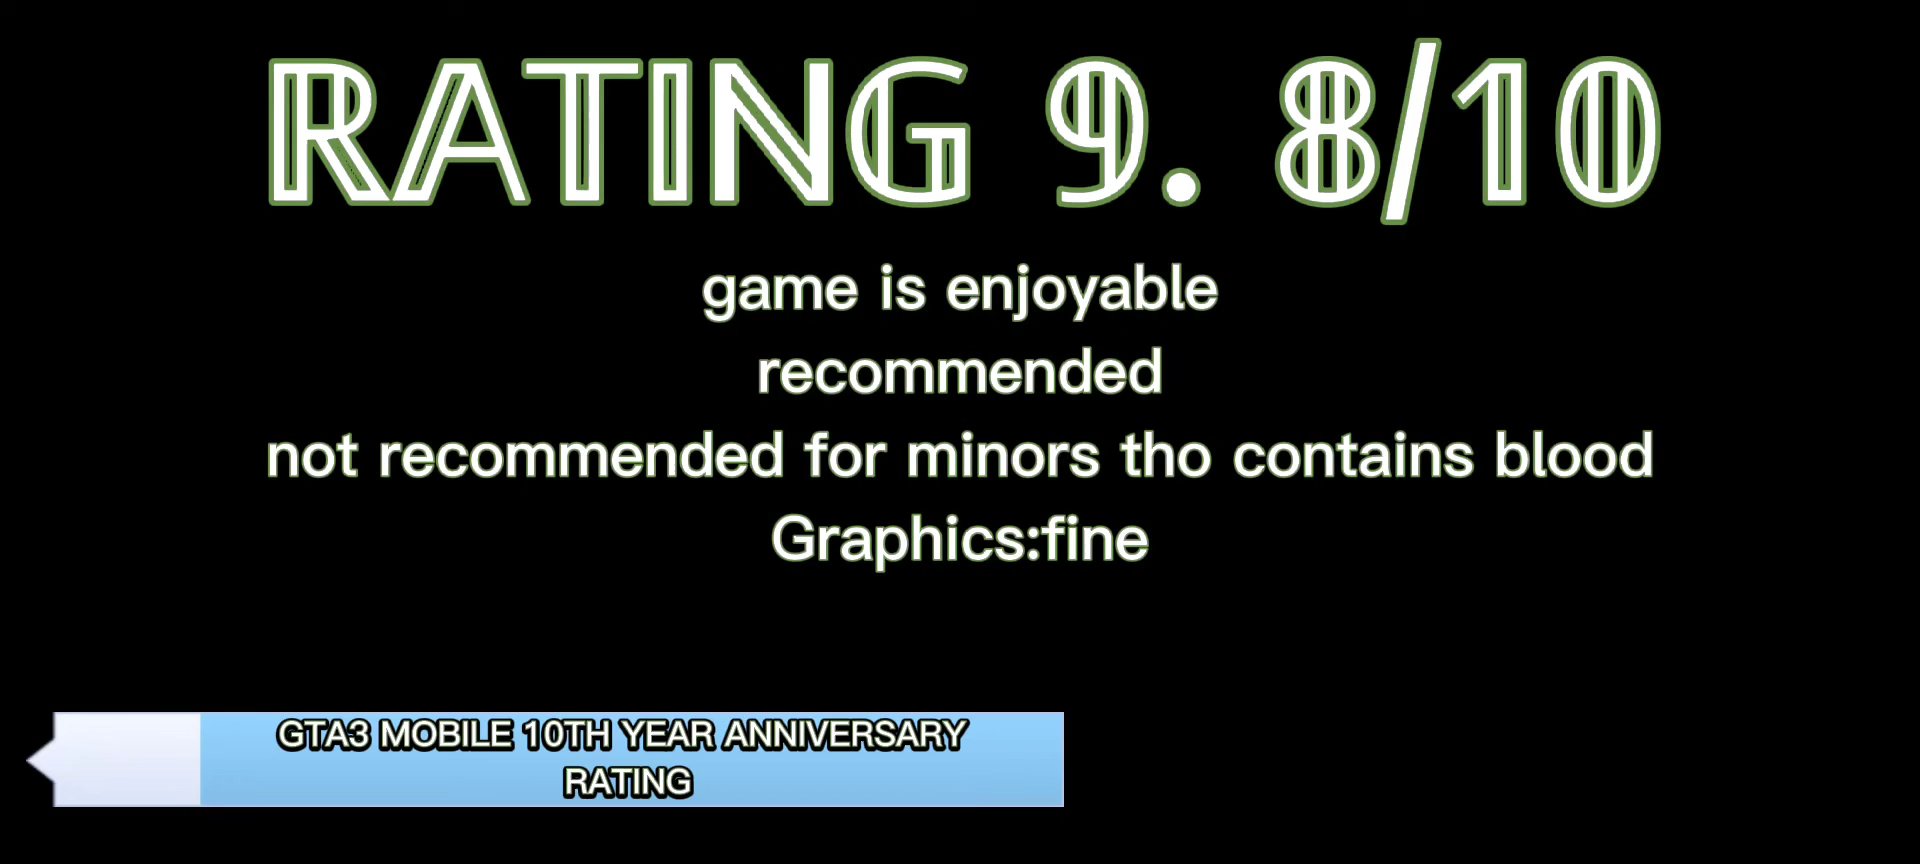 RATING 9. 8/10
game is enjoyable
recommended
not recommended for minors tho contains blood
Graphics:fine
GTA3 MOBILE 10TH YEAR ANNIVERSARY
RATING